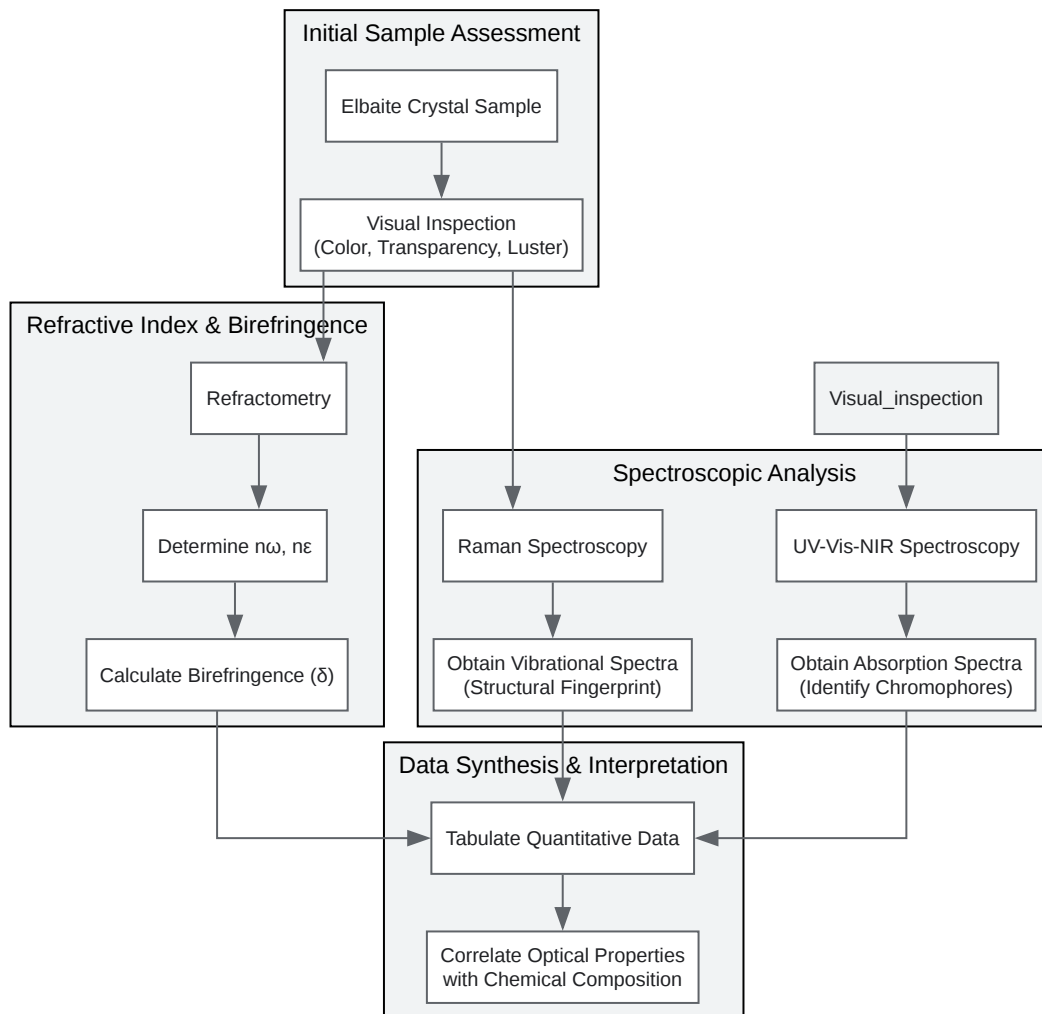 Initial Sample Assessment
Elbaite Crystal Sample
Visual Inspection
(Color, Transparency, Luster)
Refractive Index & Birefringence
Refractometry
Visual_inspection
Spectroscopic Analysis
Determine nω, nε
Raman Spectroscopy
UV-Vis-NIR Spectroscopy
Calculate Birefringence (δ)
Obtain Vibrational Spectra
(Structural Fingerprint)
Obtain Absorption Spectra
(Identify Chromophores)
Data Synthesis & Interpretation
Tabulate Quantitative Data
Correlate Optical Properties
with Chemical Composition